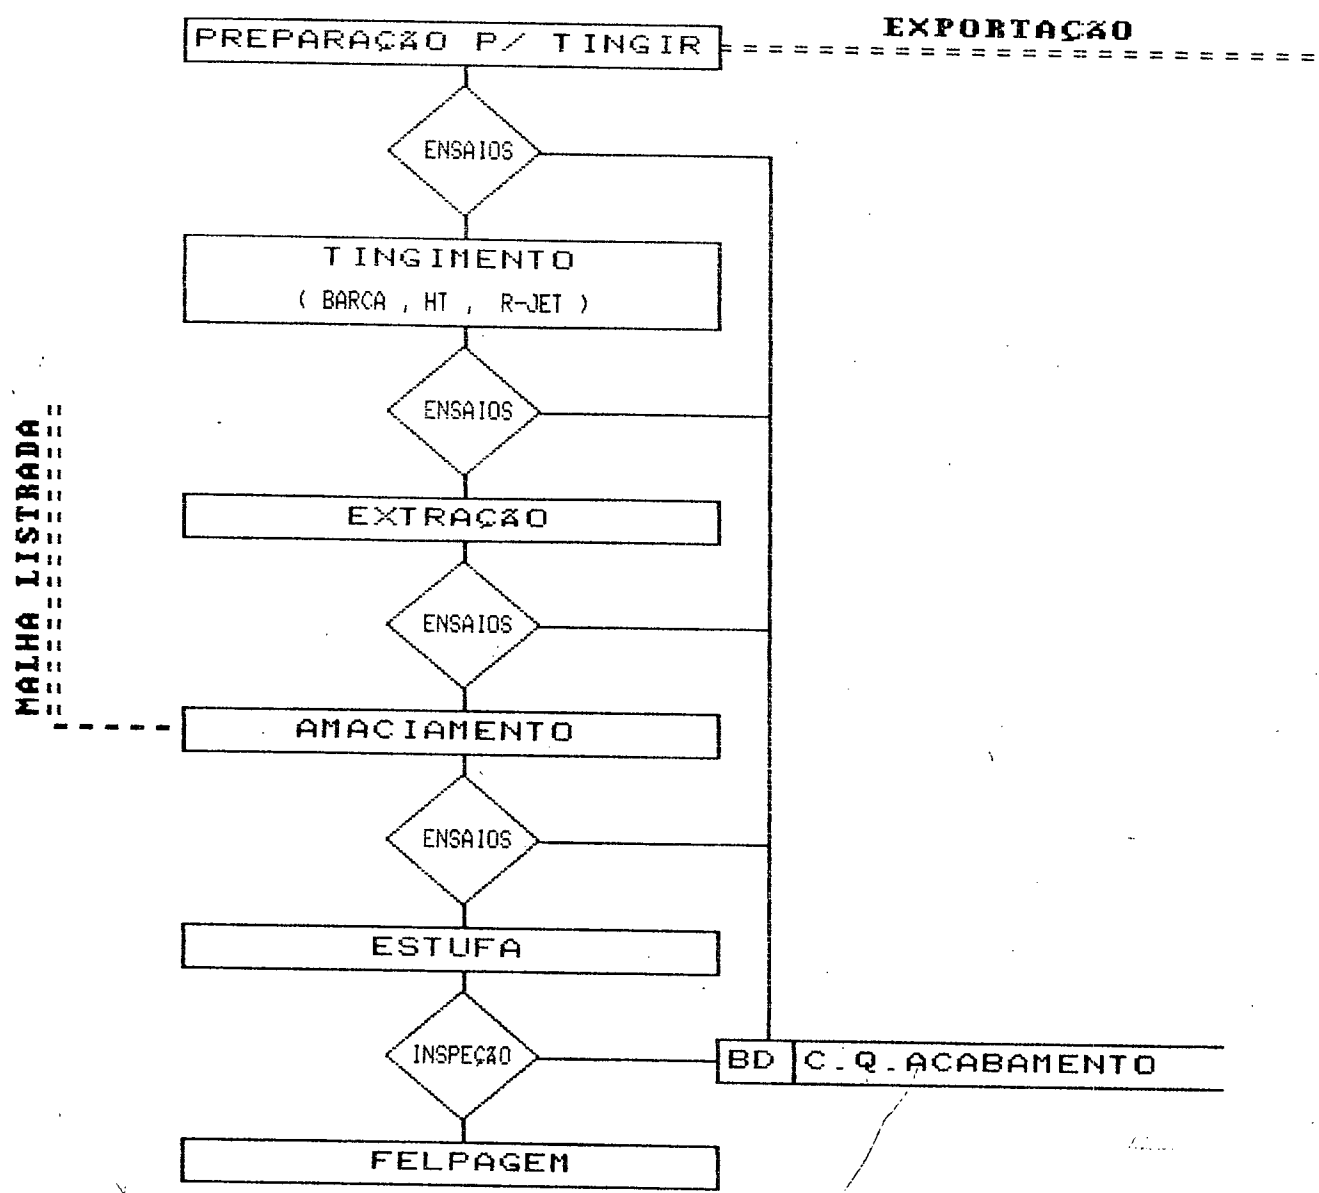 EXPORTAÇÃO
PREPARAÇÃO P/ TINGIR
ENSAIOS
TINGIMENTO
( BARCA , HT , R-JET )
ENSAIOS
MALHA LISTRADA
EXTRAÇÃO
ENSAIOS
AMACIAMENTO
ENSAIOS
ESTUFA
INSPEÇÃO
BD C.Q.ACABAMENTO
FELPAGEM